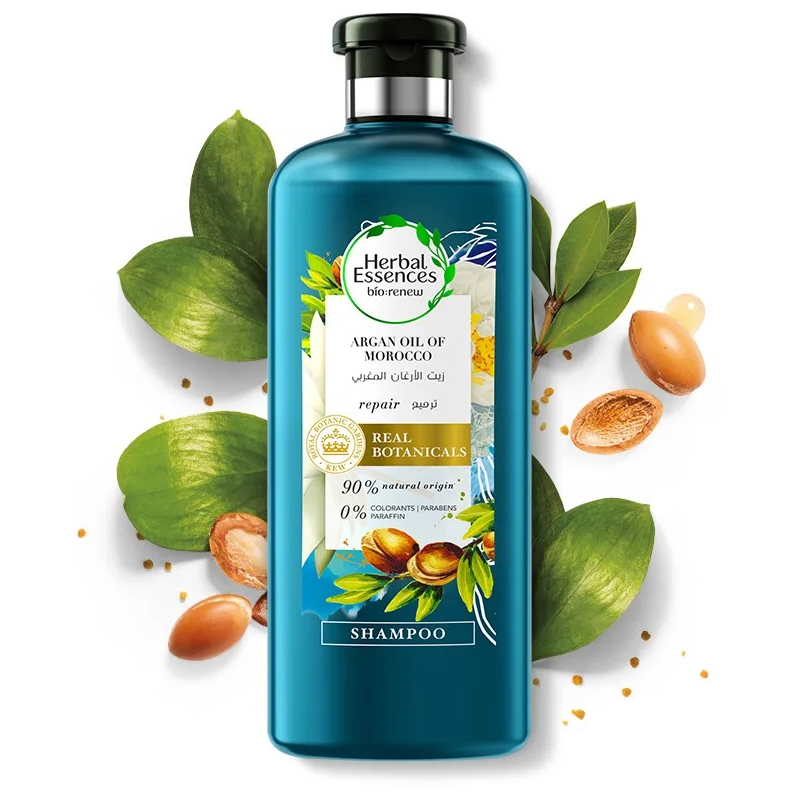 Herbal
Essences
bio:renew
ARGAN OIL OF
MOROCCO
زيت الأرغان المغربي
repair ترميم
ROYAL BOTANIC GARDENS
KEW
REAL
BOTANICALS
90% natural origin
0% COLORANTS | PARABENS
PARAFFIN
SHAMPOO